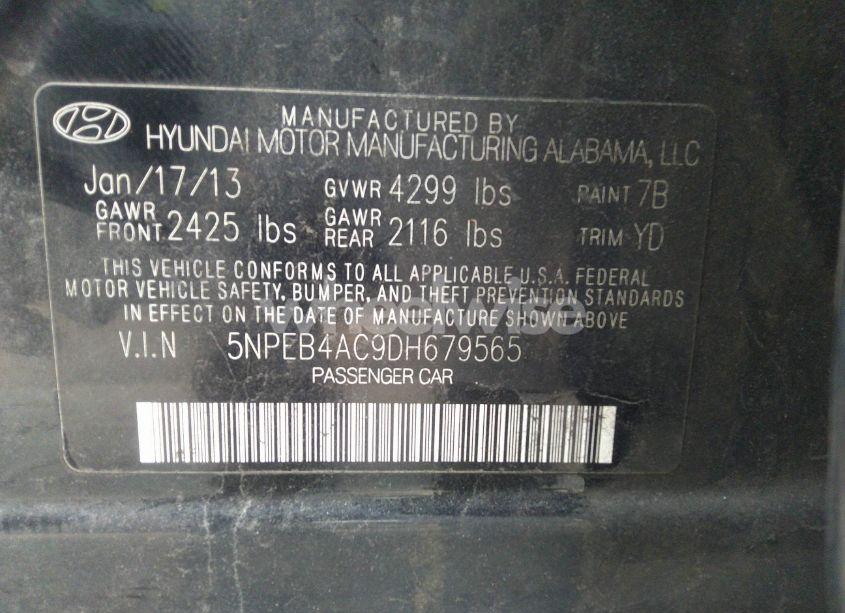 MANUFACTURED BY
HYUNDAI MOTOR MANUFACTURING ALABAMA, LLC
Jan/17/13 GVWR 4299 lbs PAINT 7B
GAWR FRONT 2425 lbs GAWR REAR 2116 lbs TRIM YD
THIS VEHICLE CONFORMS TO ALL APPLICABLE U.S.A. FEDERAL
MOTOR VEHICLE SAFETY, BUMPER, AND THEFT PREVENTION STANDARDS
IN EFFECT ON THE DATE OF MANUFACTURE SHOWN ABOVE
V.I.N 5NPEB4AC9DH679565
PASSENGER CAR